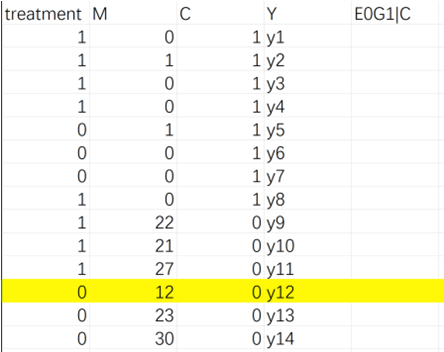 treatment M C Y E0G1|C
1 0 1 y1
1 1 1 y2
1 0 1 y3
1 0 1 y4
0 1 1 y5
0 0 1 y6
0 0 1 y7
1 0 1 y8
1 22 0 y9
1 21 0 y10
1 27 0 y11
0 12 0 y12
0 23 0 y13
0 30 0 y14